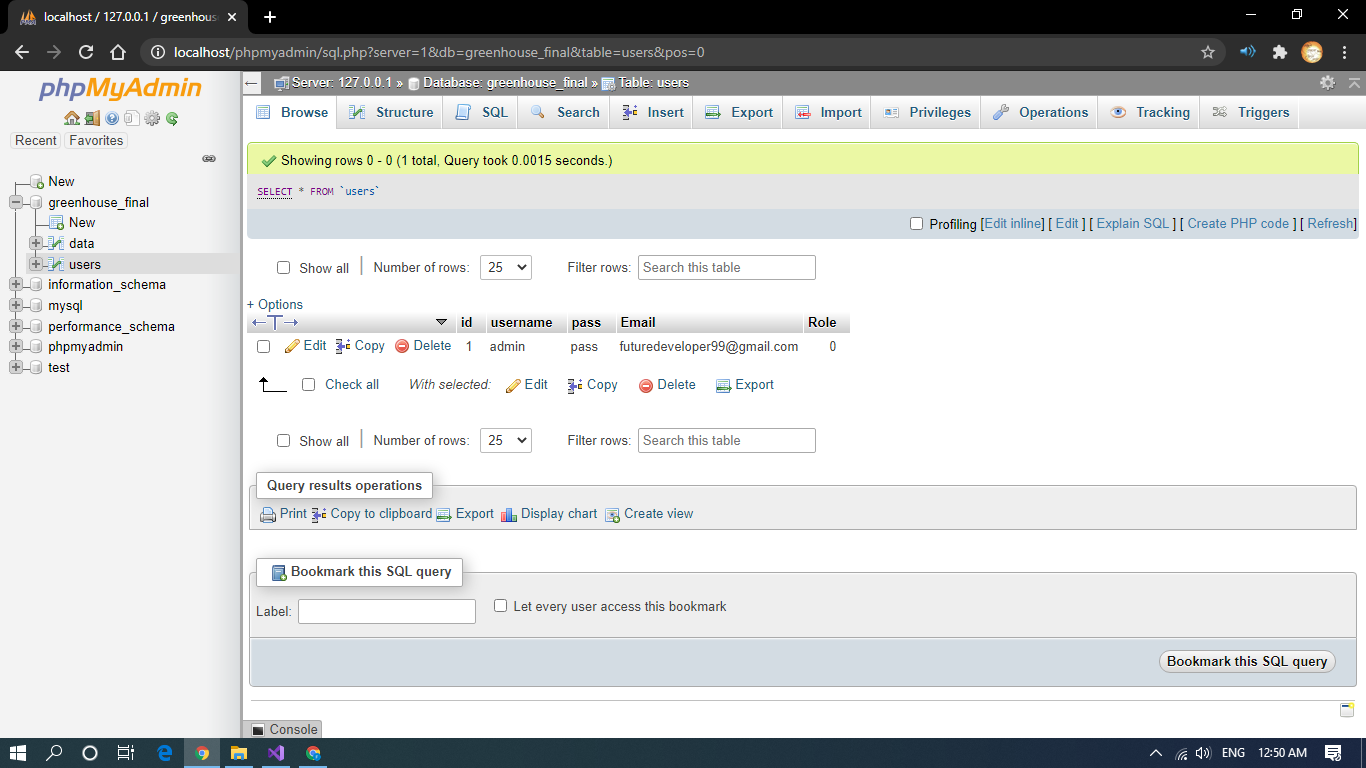 localhost / 127.0.0.1 / greenhouse
localhost/phpmyadmin/sql.php?server=1&db=greenhouse_final&table=users&pos=0
phpMyAdmin
Recent Favorites
New
greenhouse_final
New
data
users
information_schema
mysql
performance_schema
phpmyadmin
test
Server: 127.0.0.1 » Database: greenhouse_final » Table: users
Browse Structure SQL Search Insert Export Import Privileges Operations Tracking Triggers
Showing rows 0 - 0 (1 total, Query took 0.0015 seconds.)
SELECT * FROM `users`
Profiling [Edit inline] [ Edit ] [ Explain SQL ] [ Create PHP code ] [ Refresh]
Show all Number of rows: 25 Filter rows: Search this table
+ Options
←T→ id username pass Email Role
Edit Copy Delete 1 admin pass futuredeveloper99@gmail.com 0
Check all With selected: Edit Copy Delete Export
Show all Number of rows: 25 Filter rows: Search this table
Query results operations
Print Copy to clipboard Export Display chart Create view
Bookmark this SQL query
Label: Let every user access this bookmark
Bookmark this SQL query
Console
ENG 12:50 AM